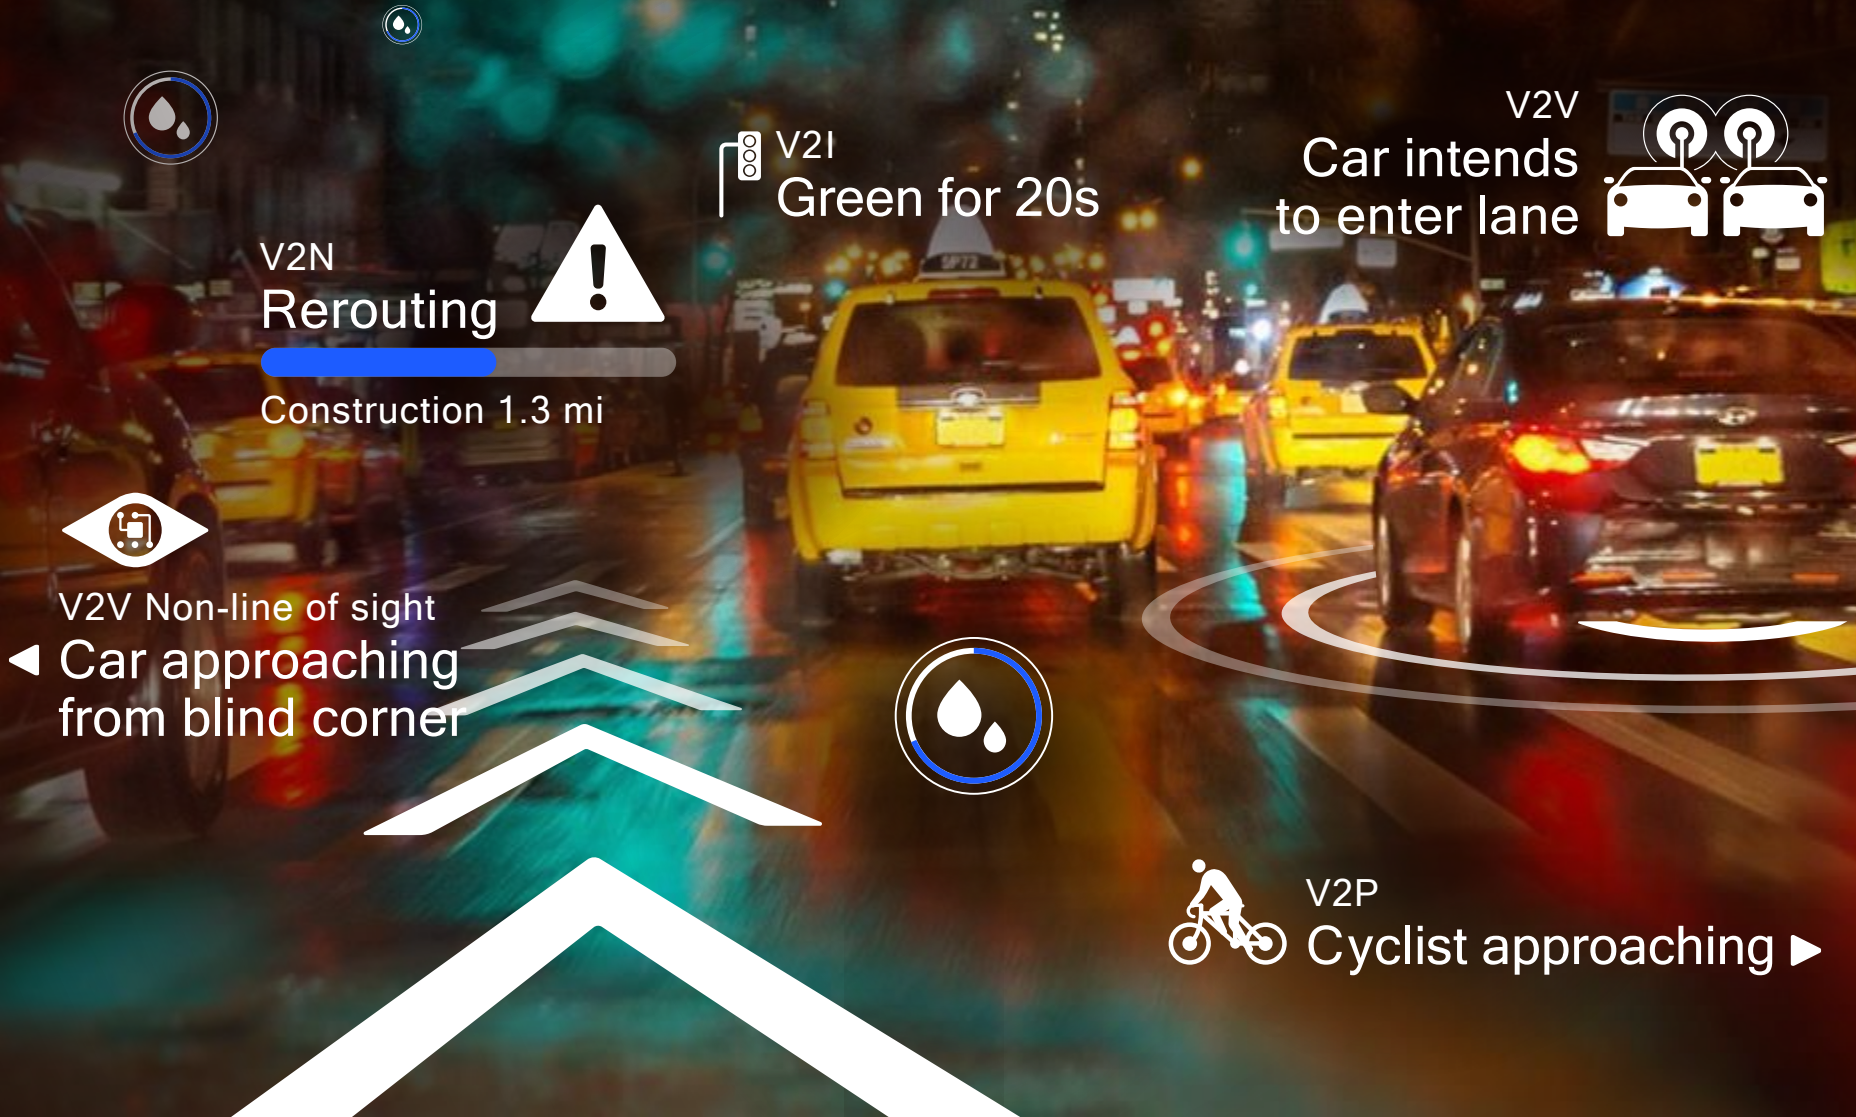 V2V
Car intends
to enter lane
V2I
Green for 20s
V2N
Rerouting
Construction 1.3 mi
5P72
V2V Non-line of sight
Car approaching
from blind corner
V2P
Cyclist approaching